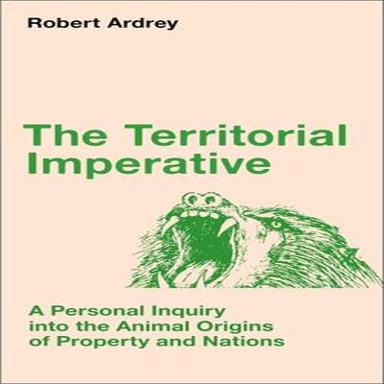 Robert Ardrey
The Territorial
Imperative
A Personal Inquiry
into the Animal Origins
of Property and Nations